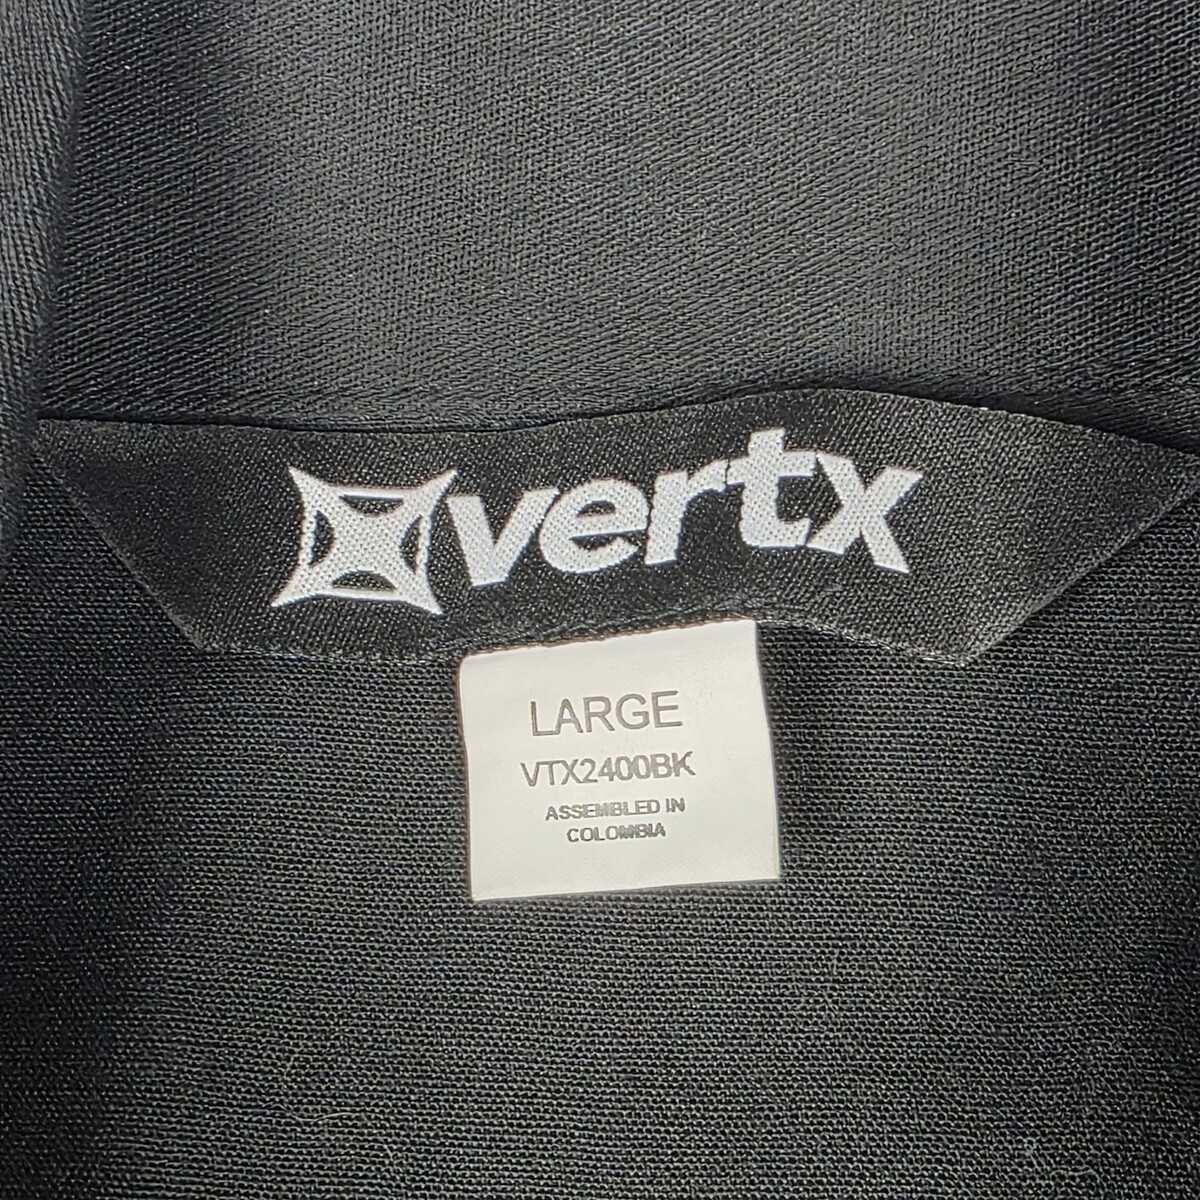 vertx
LARGE
VTX2400BK
ASSEMBLED IN
COLOMBIA